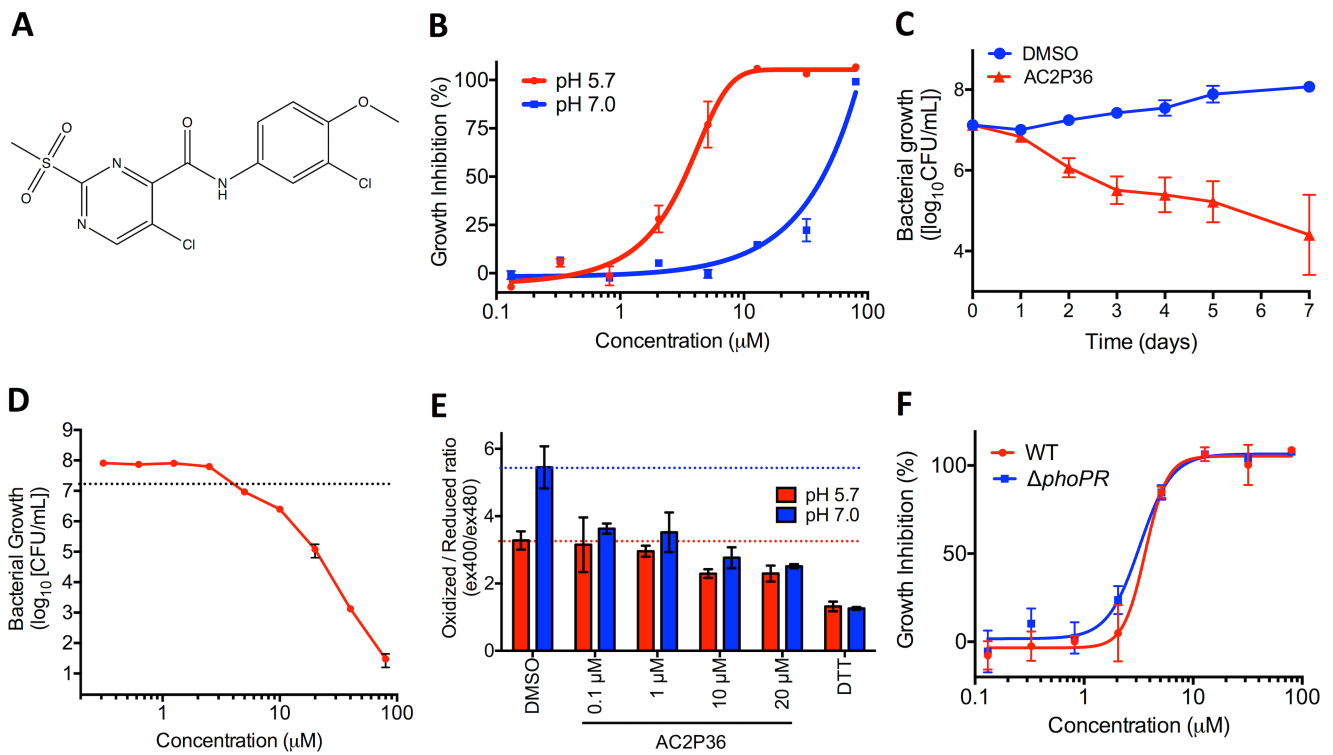 A
O
O
S
O
N
N
Cl
O
N
H
O
Cl
B
Growth Inhibition (%)
100
75
50
25
0
pH 5.7
pH 7.0
0.1
1
10
100
Concentration (μM)
C
DMSO
AC2P36
Bacterial growth
([log10CFU/mL])
8
6
4
0
1
2
3
4
5
6
7
Time (days)
D
Bacterial Growth
(log10 [CFU/mL])
9
8
7
6
5
4
3
2
1
1
10
100
Concentration (μM)
E
Oxidized / Reduced ratio
(ex400/ex480)
6
4
2
0
pH 5.7
pH 7.0
DMSO
0.1 μM
1 μM
10 μM
20 μM
DTT
AC2P36
F
WT
ΔphoPR
Growth Inhibition (%)
100
50
0
0.1
1
10
100
Concentration (μM)